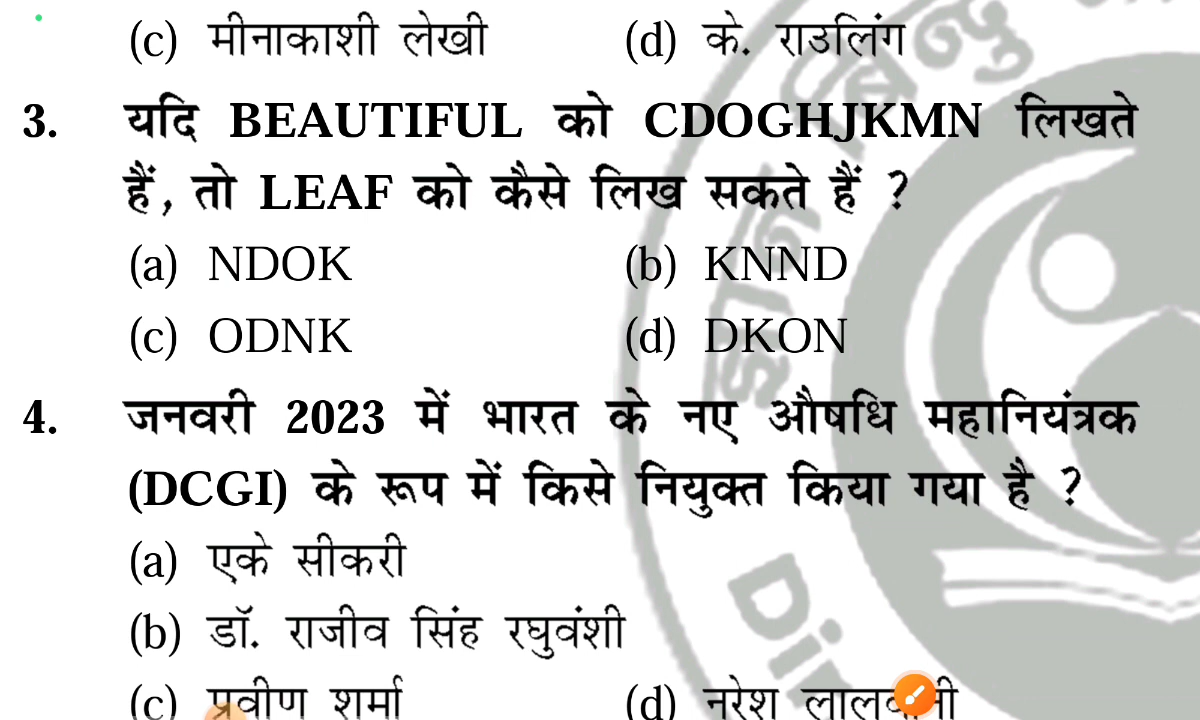 (c) मीनाकाशी लेखी (d) के. राउलिंग
3. यदि BEAUTIFUL को CDOGHJKMN लिखते
हैं, तो LEAF को कैसे लिख सकते हैं ?
(a) NDOK (b) KNND
(c) ODNK (d) DKON
4. जनवरी 2023 में भारत के नए औषधि महानियंत्रक
(DCGI) के रूप में किसे नियुक्त किया गया है ?
(a) एके सीकरी
(b) डॉ. राजीव सिंह रघुवंशी
(c) प्रवीण शर्मा (d) नरेश